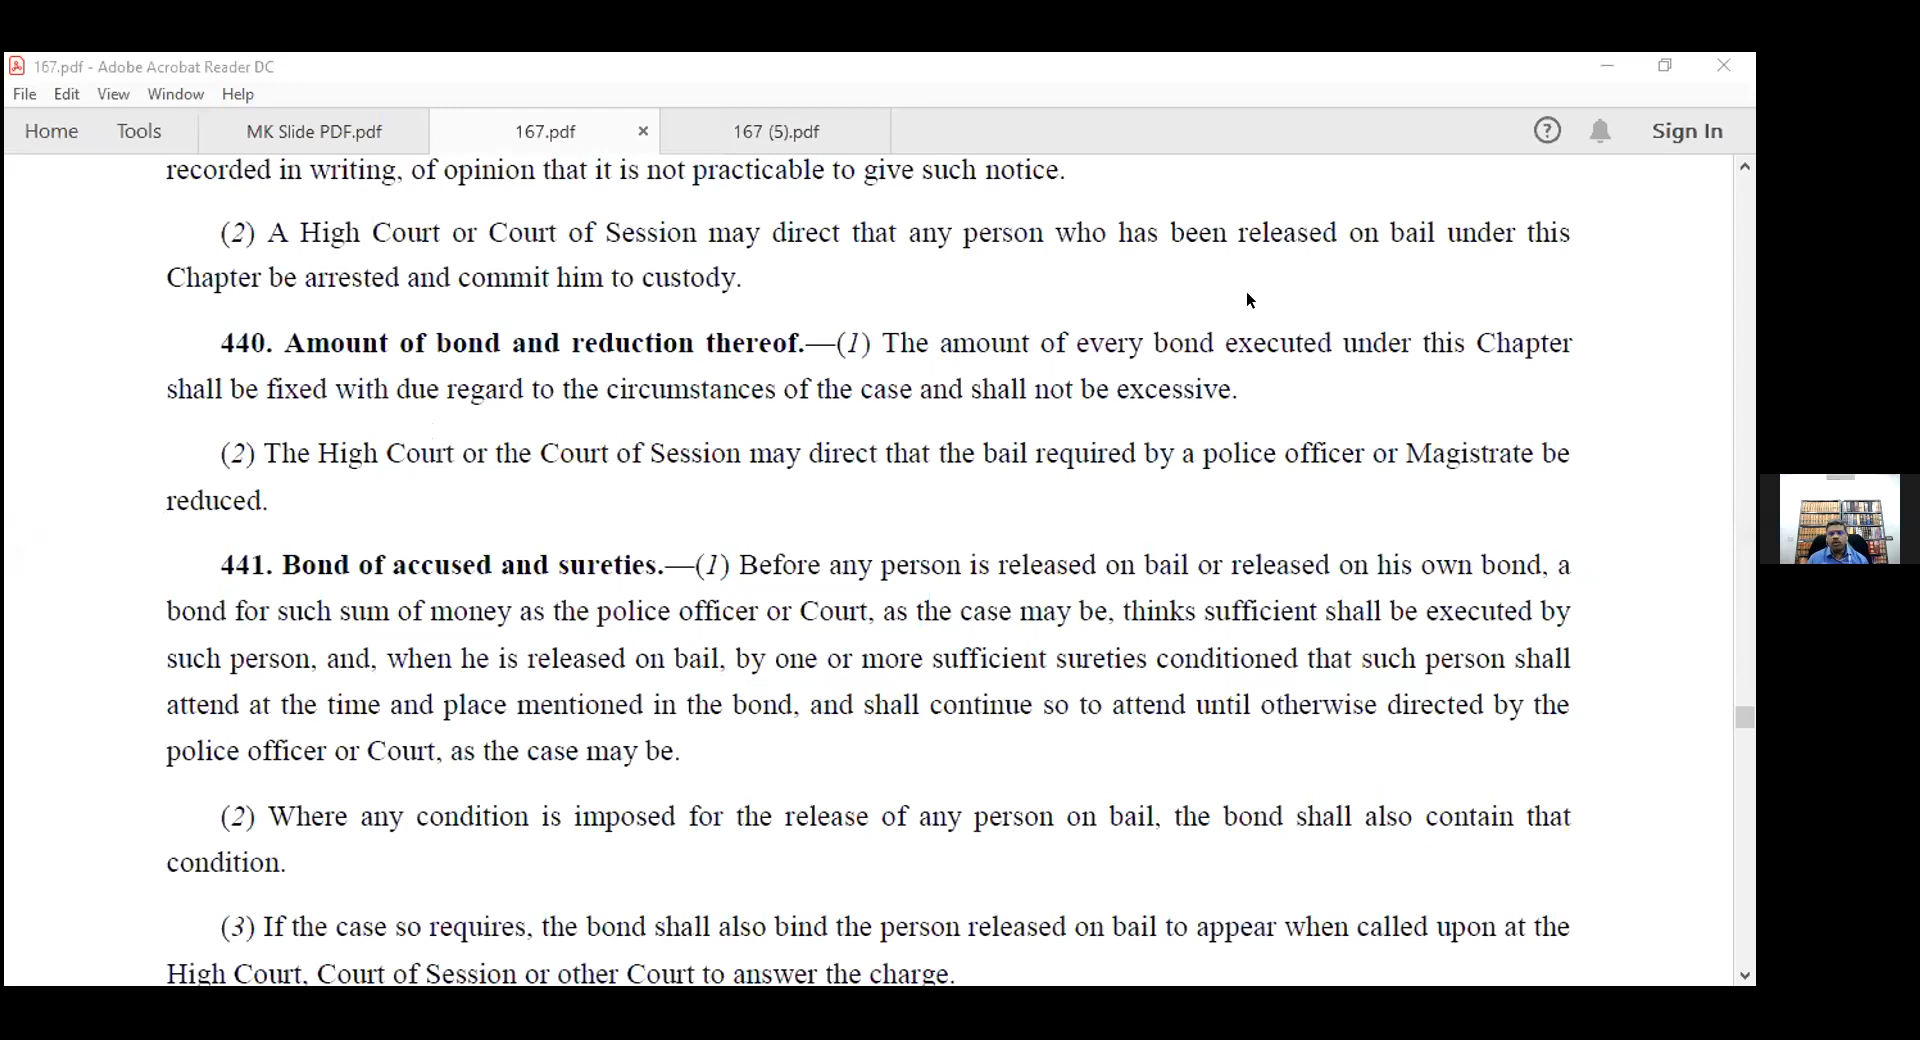 167.pdf - Adobe Acrobat Reader DC
File Edit View Window Help
Home Tools MK Slide PDF.pdf 167.pdf × 167 (5).pdf ? Sign In
recorded in writing, of opinion that it is not practicable to give such notice.
(2) A High Court or Court of Session may direct that any person who has been released on bail under this
Chapter be arrested and commit him to custody.
440. Amount of bond and reduction thereof.—(1) The amount of every bond executed under this Chapter
shall be fixed with due regard to the circumstances of the case and shall not be excessive.
(2) The High Court or the Court of Session may direct that the bail required by a police officer or Magistrate be
reduced.
441. Bond of accused and sureties.—(1) Before any person is released on bail or released on his own bond, a
bond for such sum of money as the police officer or Court, as the case may be, thinks sufficient shall be executed by
such person, and, when he is released on bail, by one or more sufficient sureties conditioned that such person shall
attend at the time and place mentioned in the bond, and shall continue so to attend until otherwise directed by the
police officer or Court, as the case may be.
(2) Where any condition is imposed for the release of any person on bail, the bond shall also contain that
condition.
(3) If the case so requires, the bond shall also bind the person released on bail to appear when called upon at the
High Court, Court of Session or other Court to answer the charge.